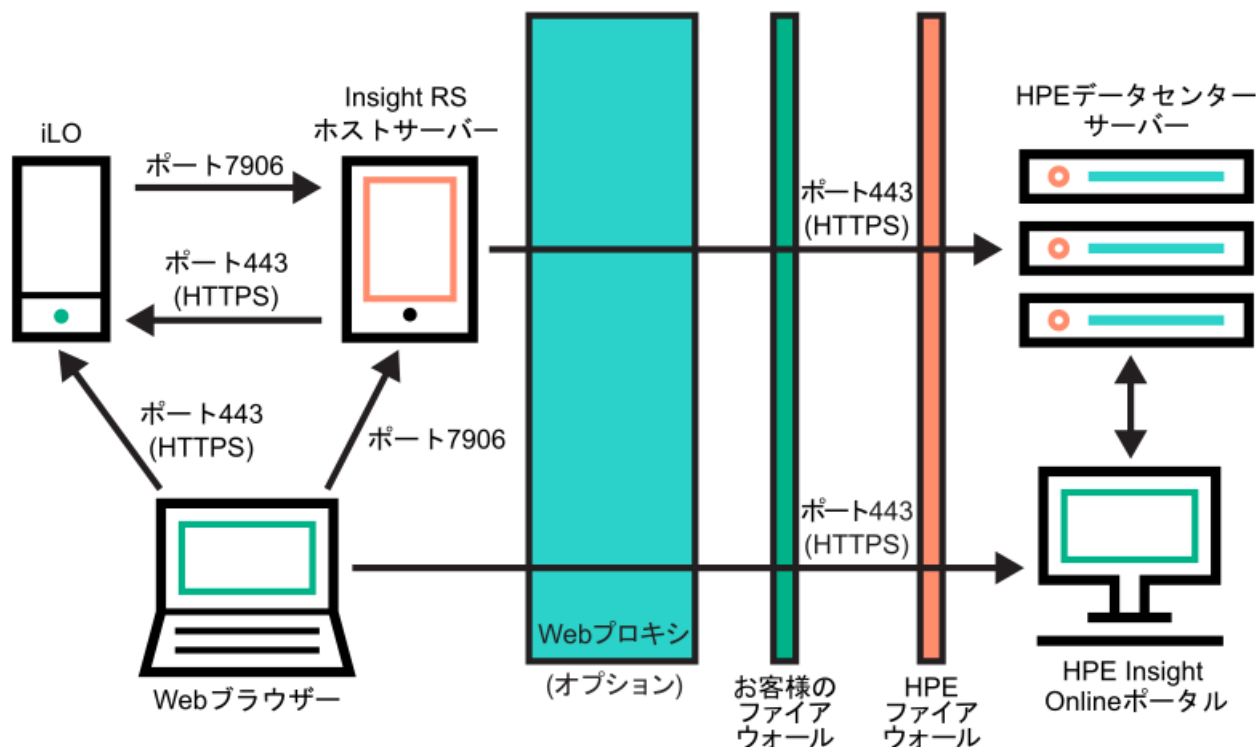 iLO
Insight RS
ホストサーバー
HPEデータセンター
サーバー
ポート7906
ポート443
(HTTPS)
ポート443
(HTTPS)
ポート443
(HTTPS)
ポート7906
ポート443
(HTTPS)
Webプロキシ
(オプション)
Webブラウザー
お客様の
ファイア
ウォール
HPE
ファイア
ウォール
HPE Insight
Onlineポータル